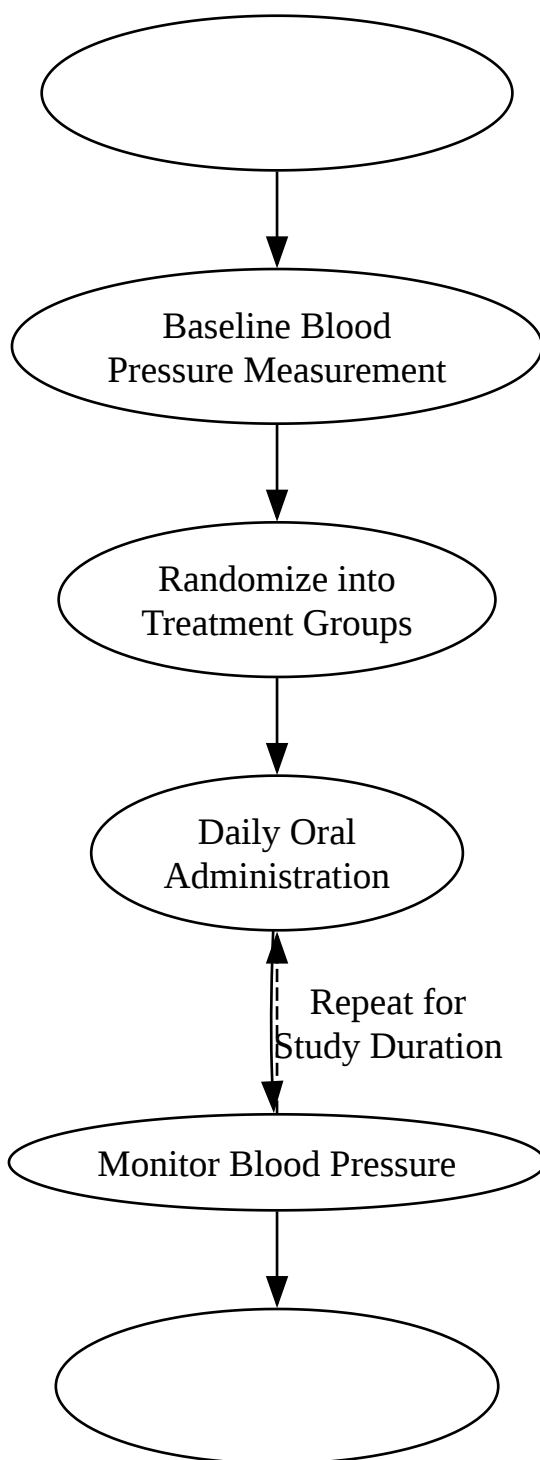 Baseline Blood
Pressure Measurement
Randomize into
Treatment Groups
Daily Oral
Administration
Repeat for
Study Duration
Monitor Blood Pressure